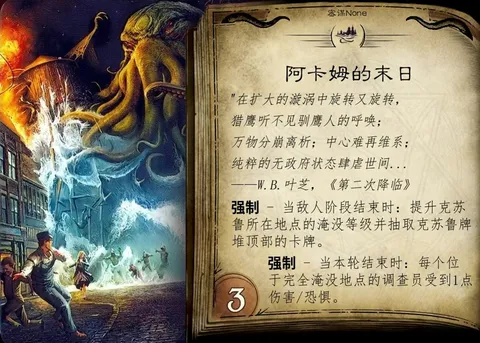 密谋None
阿卡姆的末日
"在扩大的漩涡中旋转又旋转，
猎鹰听不见驯鹰人的呼唤；
万物分崩离析；中心难再维系；
纯粹的无政府状态肆虐世间...
——W.B.叶芝，《第二次降临》
强制 - 当敌人阶段结束时：提升克苏
鲁所在地点的淹没等级并抽取克苏鲁牌
堆顶部的卡牌。
强制 - 当本轮结束时：每个位
于完全淹没地点的调查员受到1点
伤害/恐惧。
3